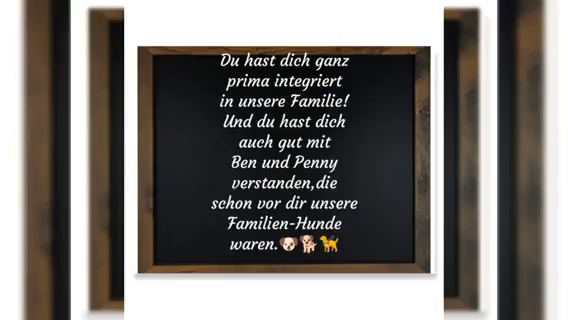 Du hast dich ganz
prima integriert
in unsere Familie!
Und du hast dich
auch gut mit
Ben und Penny
verstanden,die
schon vor dir unsere
Familien-Hunde
waren.🐶🐕🦮